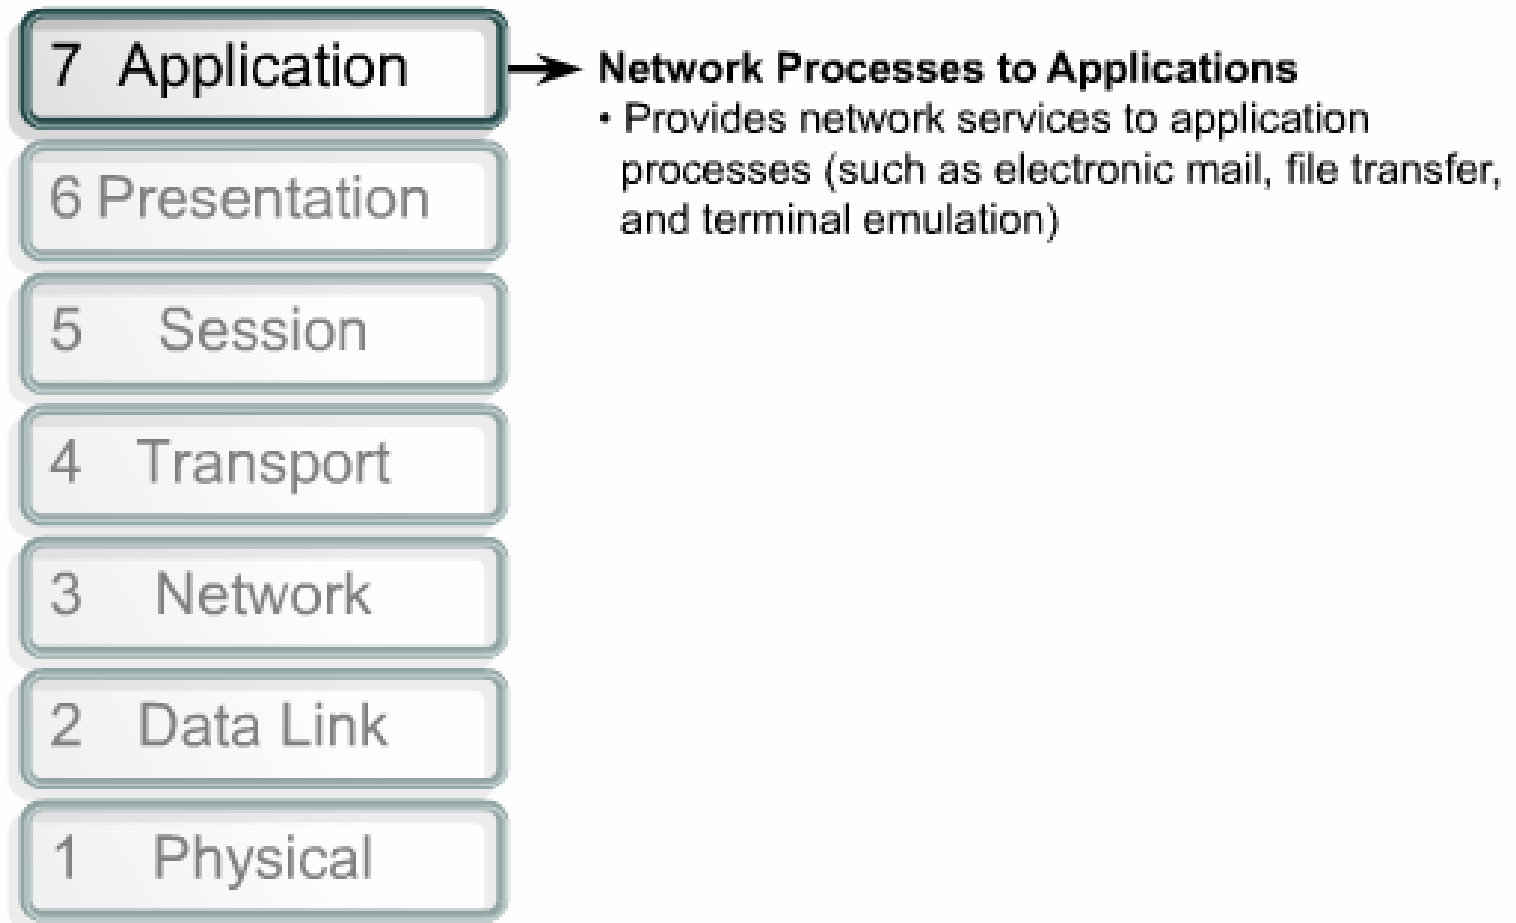 7 Application
Network Processes to Applications
• Provides network services to application
processes (such as electronic mail, file transfer,
and terminal emulation)
6 Presentation
5 Session
4 Transport
3 Network
2 Data Link
1 Physical